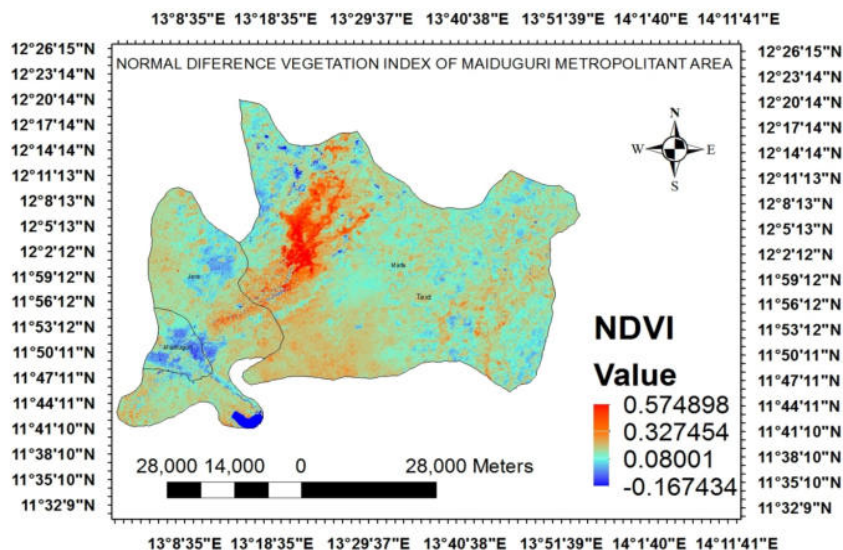 13°8'35"E 13°18'35"E 13°29'37"E 13°40'38"E 13°51'39"E 14°1'40"E 14°11'41"E
12°26'15"N 12°26'15"N
NORMAL DIFERENCE VEGETATION INDEX OF MAIDUGURI METROPOLITANT AREA
12°23'14"N 12°23'14"N
12°20'14"N 12°20'14"N
12°17'14"N 12°17'14"N
N
12°14'14"N 12°14'14"N
W E
12°11'13"N 12°11'13"N
S
12°8'13"N 12°8'13"N
12°5'13"N 12°5'13"N
12°2'12"N 12°2'12"N
Jere
Mafa
11°59'12"N 11°59'12"N
Text
11°56'12"N 11°56'12"N
11°53'12"N 11°53'12"N
NDVI
11°50'11"N 11°50'11"N
Maiduguri
Value
11°47'11"N 11°47'11"N
0.574898
11°44'11"N 11°44'11"N
0.327454
11°41'10"N 11°41'10"N
0.08001
11°38'10"N 11°38'10"N
28,000 14,000 0 28,000 Meters
-0.167434
11°35'10"N 11°35'10"N
11°32'9"N 11°32'9"N
13°8'35"E 13°18'35"E 13°29'37"E 13°40'38"E 13°51'39"E 14°1'40"E 14°11'41"E